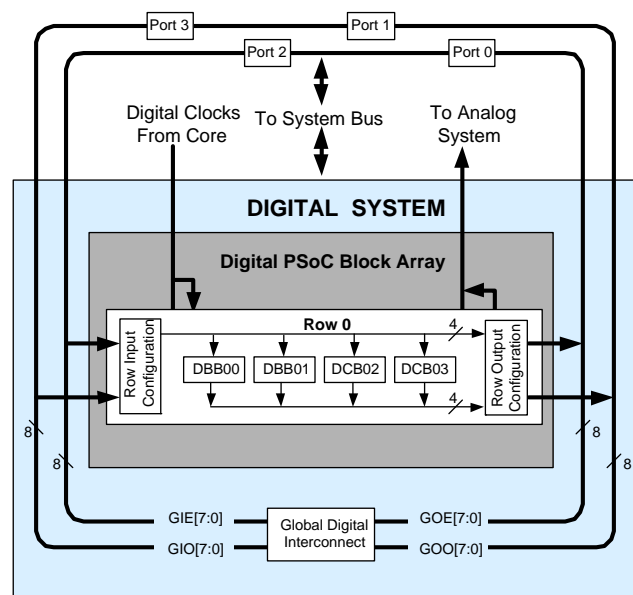 Port 3
Port 1
Port 2
Port 0
Digital Clocks
From Core
To System Bus
To Analog
System
DIGITAL SYSTEM
Digital PSoC Block Array
Row Input
Configuration
Row 0
4
DBB00
DBB01
DCB02
DCB03
4
Row Output
Configuration
8
8
8
8
GIE[7:0]
GIO[7:0]
Global Digital
Interconnect
GOE[7:0]
GOO[7:0]